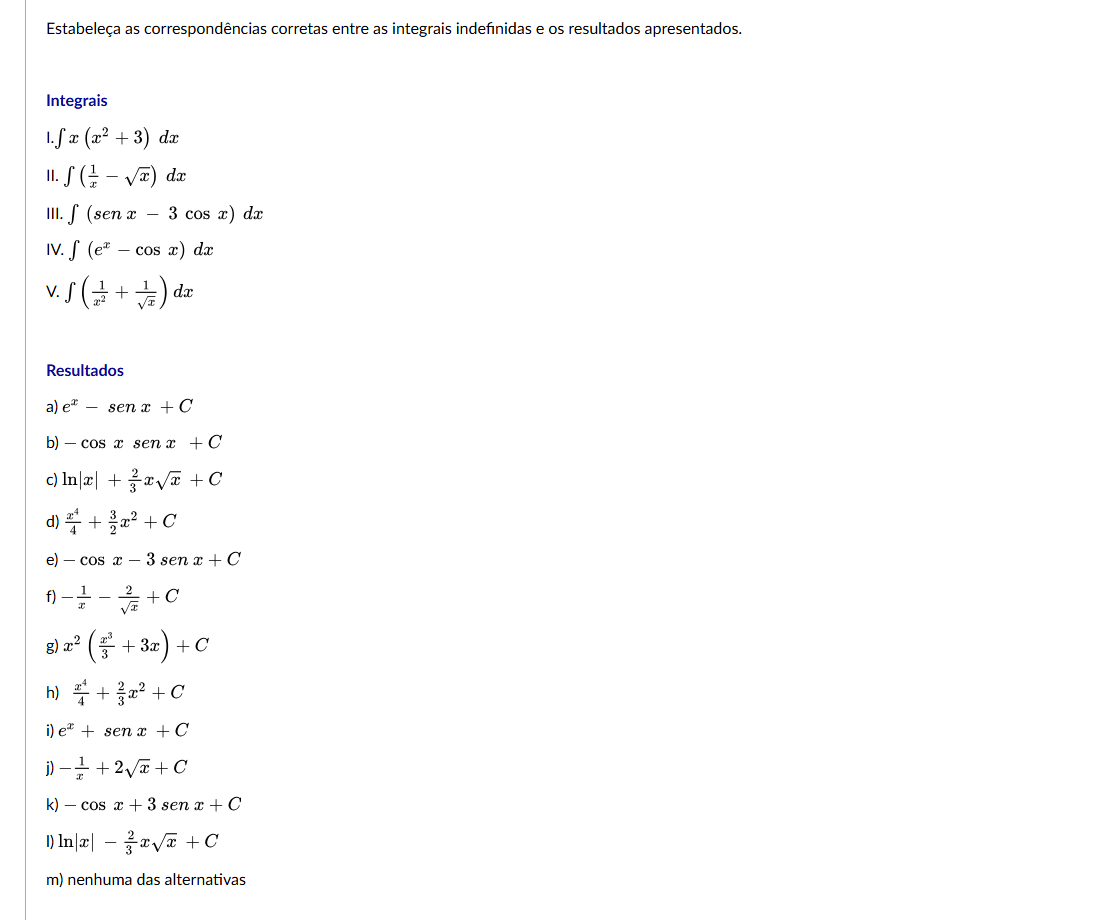 Estabeleça as correspondências corretas entre as integrais indefinidas e os resultados apresentados.
Integrais
I.∫ x (x² + 3) dx
II. ∫ (1/x − √x) dx
III. ∫ (sen x − 3 cos x) dx
IV. ∫ (eˣ − cos x) dx
V. ∫ (1/x² + 1/√x) dx
Resultados
a) eˣ − sen x + C
b) − cos x sen x + C
c) ln|x| + 2/3 x√x + C
d) x⁴/4 + 3/2 x² + C
e) − cos x − 3 sen x + C
f) −1/x − 2/√x + C
g) x² (x³/3 + 3x) + C
h) x⁴/4 + 2/3 x² + C
i) eˣ + sen x + C
j) −1/x + 2√x + C
k) − cos x + 3 sen x + C
l) ln|x| − 2/3 x√x + C
m) nenhuma das alternativas